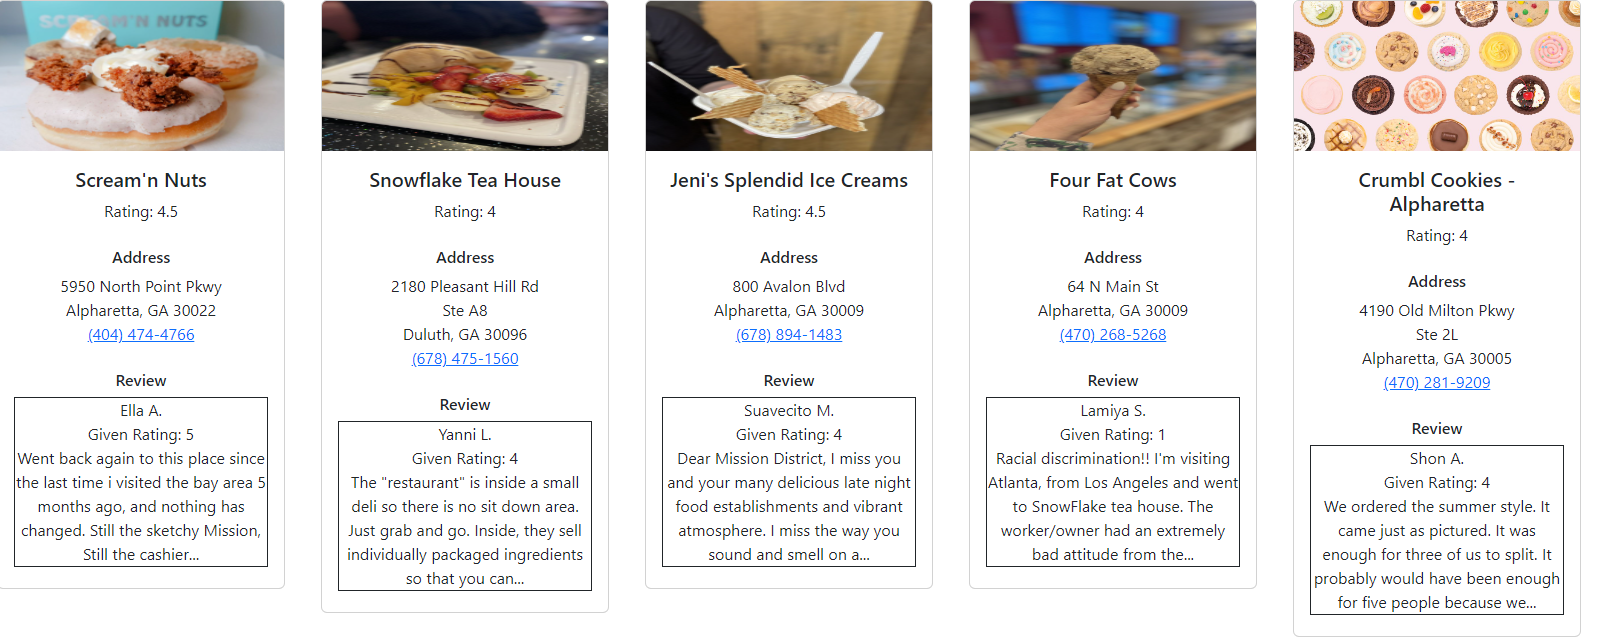 SCREAM'N NUTS
Scream'n Nuts
Rating: 4.5
Address
5950 North Point Pkwy
Alpharetta, GA 30022
(404) 474-4766
Review
Ella A.
Given Rating: 5
Went back again to this place since
the last time i visited the bay area 5
months ago, and nothing has
changed. Still the sketchy Mission,
Still the cashier...
Snowflake Tea House
Rating: 4
Address
2180 Pleasant Hill Rd
Ste A8
Duluth, GA 30096
(678) 475-1560
Review
Yanni L.
Given Rating: 4
The "restaurant" is inside a small
deli so there is no sit down area.
Just grab and go. Inside, they sell
individually packaged ingredients
so that you can...
Jeni's Splendid Ice Creams
Rating: 4.5
Address
800 Avalon Blvd
Alpharetta, GA 30009
(678) 894-1483
Review
Suavecito M.
Given Rating: 4
Dear Mission District, I miss you
and your many delicious late night
food establishments and vibrant
atmosphere. I miss the way you
sound and smell on a...
Four Fat Cows
Rating: 4
Address
64 N Main St
Alpharetta, GA 30009
(470) 268-5268
Review
Lamiya S.
Given Rating: 1
Racial discrimination!! I'm visiting
Atlanta, from Los Angeles and went
to SnowFlake tea house. The
worker/owner had an extremely
bad attitude from the...
Crumbl Cookies -
Alpharetta
Rating: 4
Address
4190 Old Milton Pkwy
Ste 2L
Alpharetta, GA 30005
(470) 281-9209
Review
Shon A.
Given Rating: 4
We ordered the summer style. It
came just as pictured. It was
enough for three of us to split. It
probably would have been enough
for five people because we...